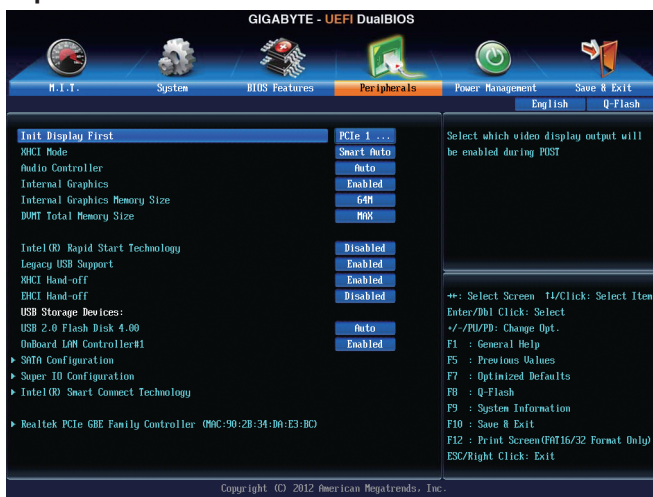 GIGABYTE - UEFI DualBIOS
M.I.T.
System
BIOS Features
Peripherals
Power Management
Save & Exit
English
Q-Flash
Init Display First PCIe 1 ...
XHCI Mode Smart Auto
Audio Controller Auto
Internal Graphics Enabled
Internal Graphics Memory Size 64M
DVMT Total Memory Size MAX
Intel(R) Rapid Start Technology Disabled
Legacy USB Support Enabled
XHCI Hand-off Enabled
EHCI Hand-off Disabled
USB Storage Devices:
USB 2.0 Flash Disk 4.00 Auto
OnBoard LAN Controller#1 Enabled
SATA Configuration
Super IO Configuration
Intel(R) Smart Connect Technology
Realtek PCIe GBE Family Controller (MAC:90:2B:34:DA:E3:BC)
Select which video display output will
be enabled during POST
→←: Select Screen ↑↓/Click: Select Item
Enter/Dbl Click: Select
+/-/PU/PD: Change Opt.
F1 : General Help
F5 : Previous Values
F7 : Optimized Defaults
F8 : Q-Flash
F9 : System Information
F10 : Save & Exit
F12 : Print Screen(FAT16/32 Format Only)
ESC/Right Click: Exit
Copyright (C) 2012 American Megatrends, Inc.